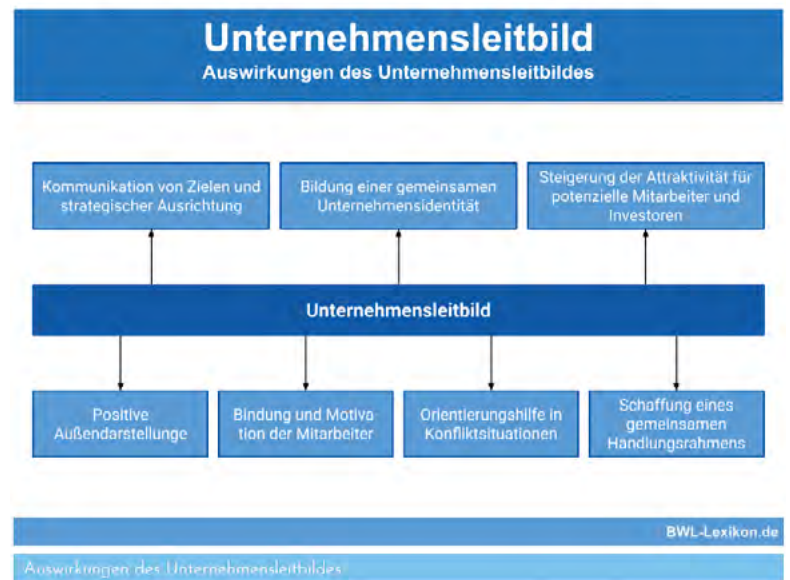 Unternehmensleitbild
Auswirkungen des Unternehmensleitbildes
Kommunikation von Zielen und
strategischer Ausrichtung
Bildung einer gemeinsamen
Unternehmensidentität
Steigerung der Attraktivität für
potenzielle Mitarbeiter und
Investoren
Unternehmensleitbild
Positive
Außendarstellunge
Bindung und Motiva
tion der Mitarbeiter
Orientierungshilfe in
Konfliktsituationen
Schaffung eines
gemeinsamen
Handlungsrahmens
BWL-Lexikon.de
Auswirkungen des Unternehmensleitbildes